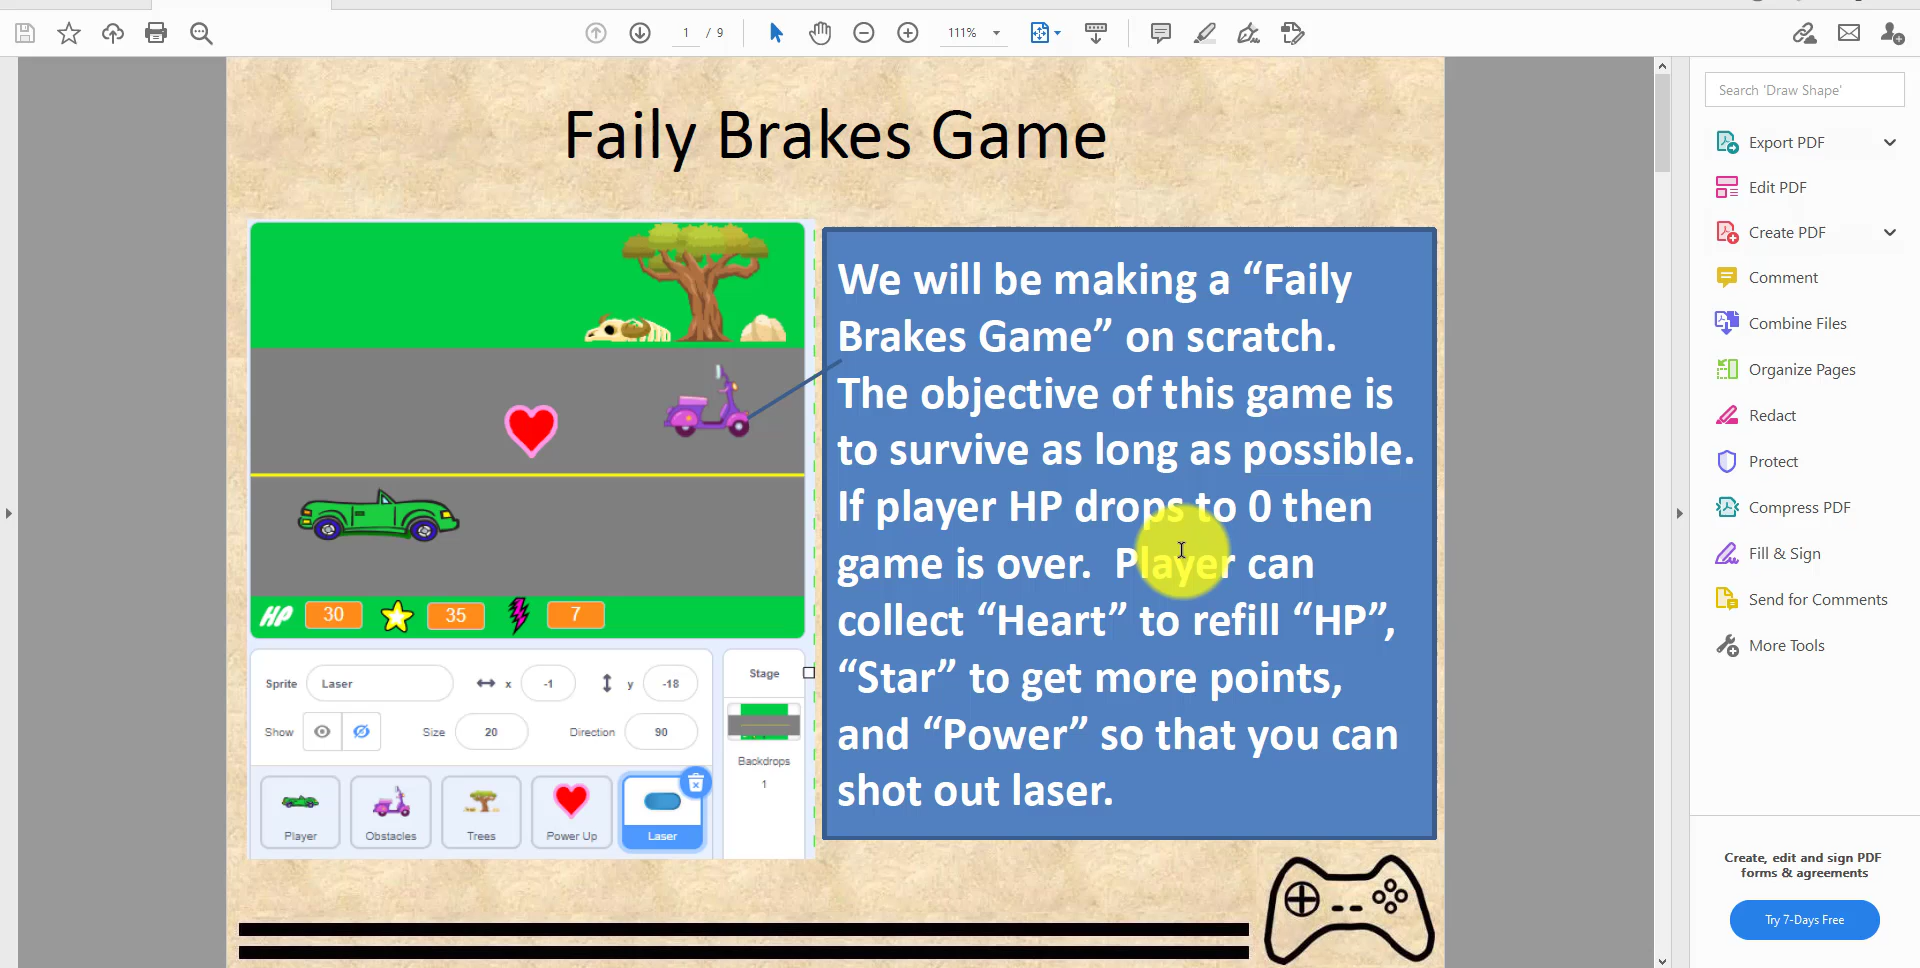 1 / 9
111%
Search 'Draw Shape'
Export PDF
Edit PDF
Create PDF
Comment
Combine Files
Organize Pages
Redact
Protect
Compress PDF
Fill & Sign
Send for Comments
More Tools
Create, edit and sign PDF
forms & agreements
Try 7-Days Free
Faily Brakes Game
We will be making a “Faily
Brakes Game” on scratch.
The objective of this game is
to survive as long as possible.
If player HP drops to 0 then
game is over. Player can
collect “Heart” to refill “HP”,
“Star” to get more points,
and “Power” so that you can
shot out laser.
HP 30 35 7
Sprite Laser x -1 y -18
Show Size 20 Direction 90
Player Obstacles Trees Power Up Laser
Stage
Backdrops
1